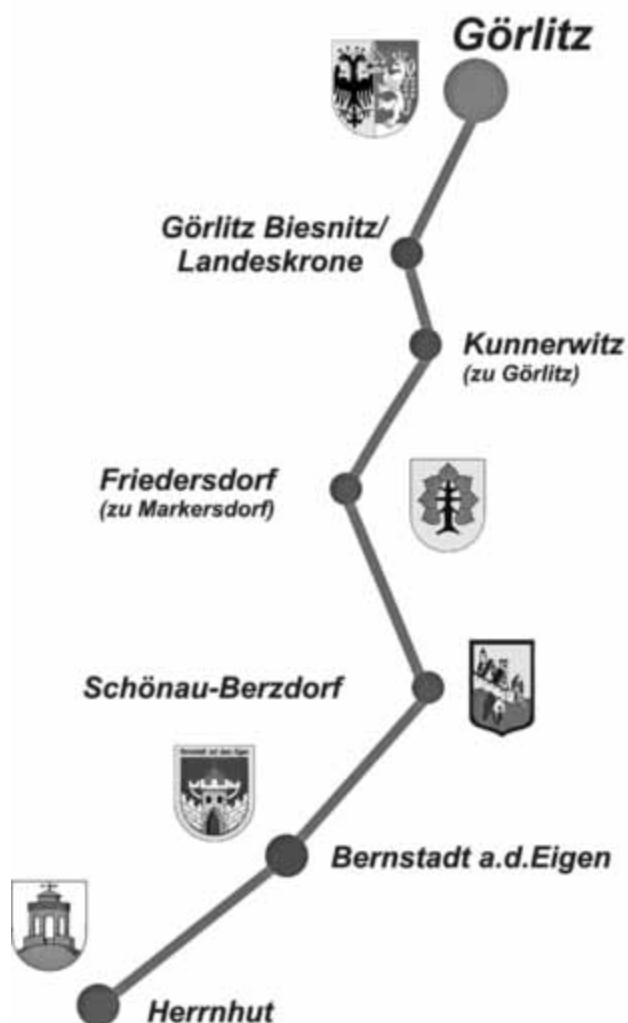 Görlitz
Görlitz Biesnitz/
Landeskrone
Kunnerwitz
(zu Görlitz)
Friedersdorf
(zu Markersdorf)
Schönau-Berzdorf
Bernstadt a.d.Eigen
Herrnhut